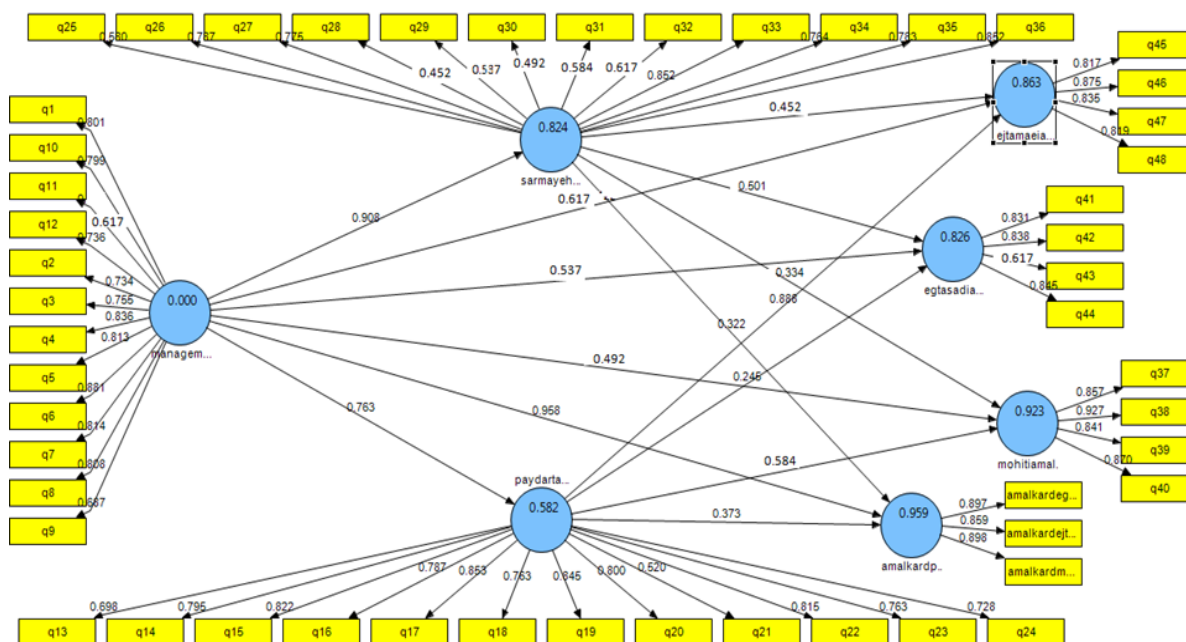 q25 q26 q27 q28 q29 q30 q31 q32 q33 q34 q35 q36
0.580 0.787 0.775 0.452 0.537 0.492 0.584 0.617 0.852 0.764 0.783 0.852
q45
q46
q47
q48
0.817
0.875
0.835
0.819
0.863
ejtamaeia...
0.824
sarmayeh...
q1
q10
q11
q12
q2
q3
q4
q5
q6
q7
q8
q9
0.801
0.799
0.617
0.736
0.734
0.755
0.836
0.813
0.881
0.814
0.808
0.687
0.000
managem...
0.908
0.452
0.617
0.501
0.537
0.334
0.322
0.888
0.492
0.245
0.763
0.958
0.584
0.373
q41
q42
q43
q44
0.831
0.838
0.617
0.845
0.826
egtasadia...
q37
q38
q39
q40
0.857
0.927
0.841
0.870
0.923
mohitiamal.
0.959
amalkardp..
0.897
0.859
0.898
amalkardeg...
amalkardejt...
amalkardm...
paydarta...
0.582
0.698 0.795 0.822 0.787 0.853 0.763 0.845 0.800 0.520 0.815 0.763 0.728
q13 q14 q15 q16 q17 q18 q19 q20 q21 q22 q23 q24